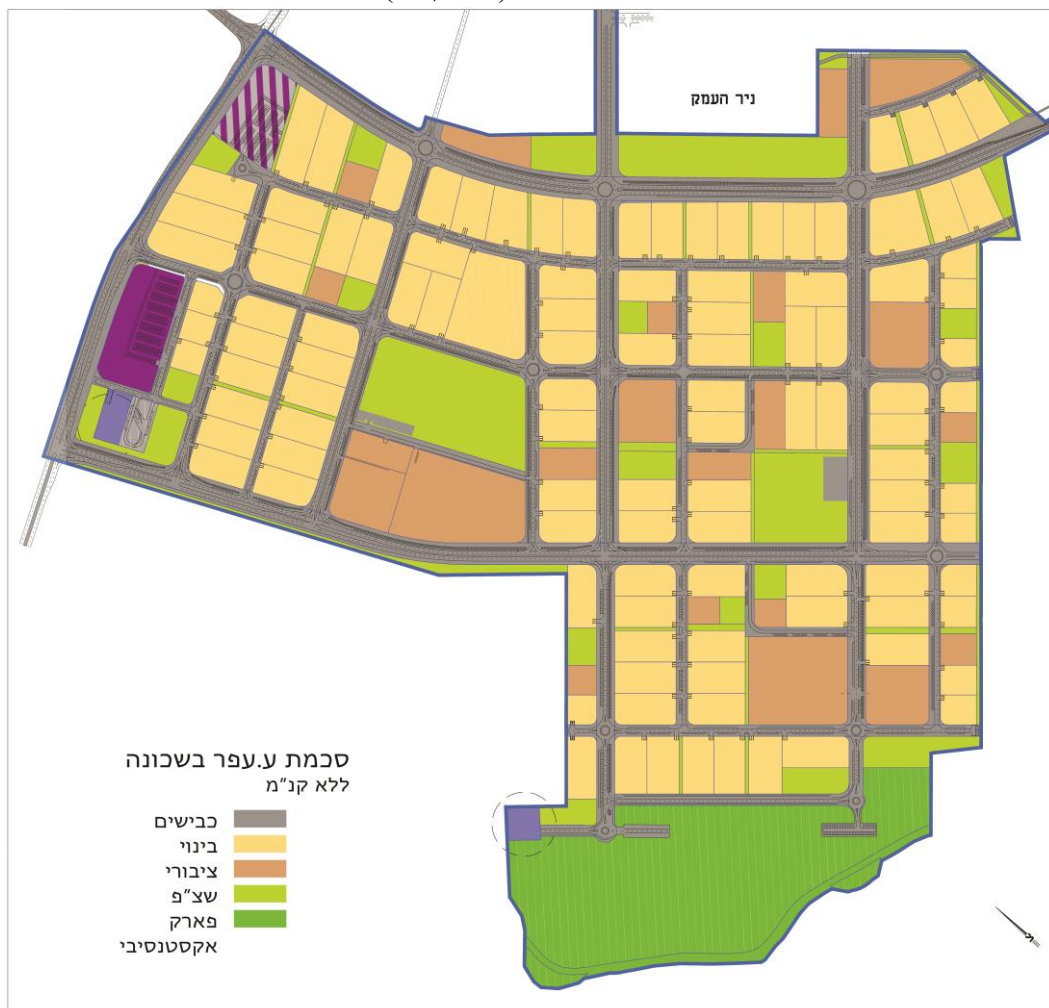 ניר העמק
סכמת ע.עפר בשכונה
ללא קנ"מ
כבישים
בינוי
ציבורי
שצ"פ
פארק
אקסטנסיבי